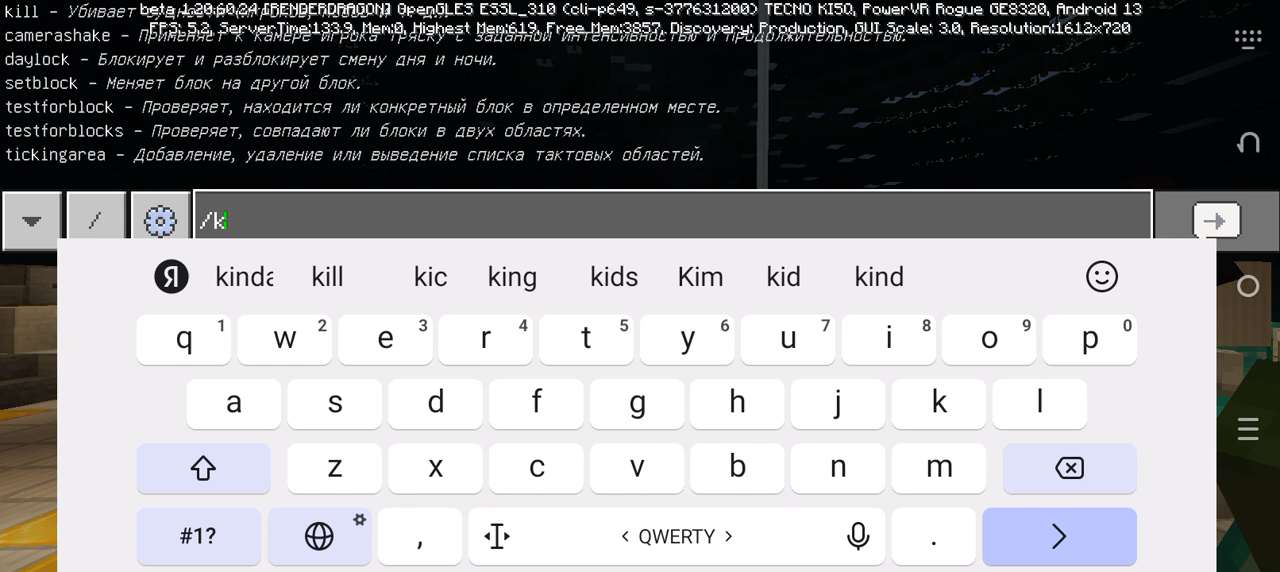 beta 1.20.60.24 [RENDERDRAGON] OpenGLES ESSL_310 (cli-p649, s-377631200) TECNO KI5Q, PowerVR Rogue GE8320, Android 13
FPS:5.2, ServerTime:133.9, Mem:0, Highest Mem:619, Free Mem:3857, Discovery: Production, GUI Scale: 3.0, Resolution:1612x720
kill – Убивает
camerashake – Применяет к камере игрока тряску с заданной интенсивностью и продолжительностью.
daylock – Блокирует и разблокирует смену дня и ночи.
setblock – Меняет блок на другой блок.
testforblock – Проверяет, находится ли конкретный блок в определенном месте.
testforblocks – Проверяет, совпадают ли блоки в двух областях.
tickingarea – Добавление, удаление или выведение списка тактовых областей.
/ /k
Я kinda kill kic king kids Kim kid kind
q 1 w 2 e 3 r 4 t 5 y 6 u 7 i 8 o 9 p 0
a s d f g h j k l
z x c v b n m
#1? , < QWERTY > .